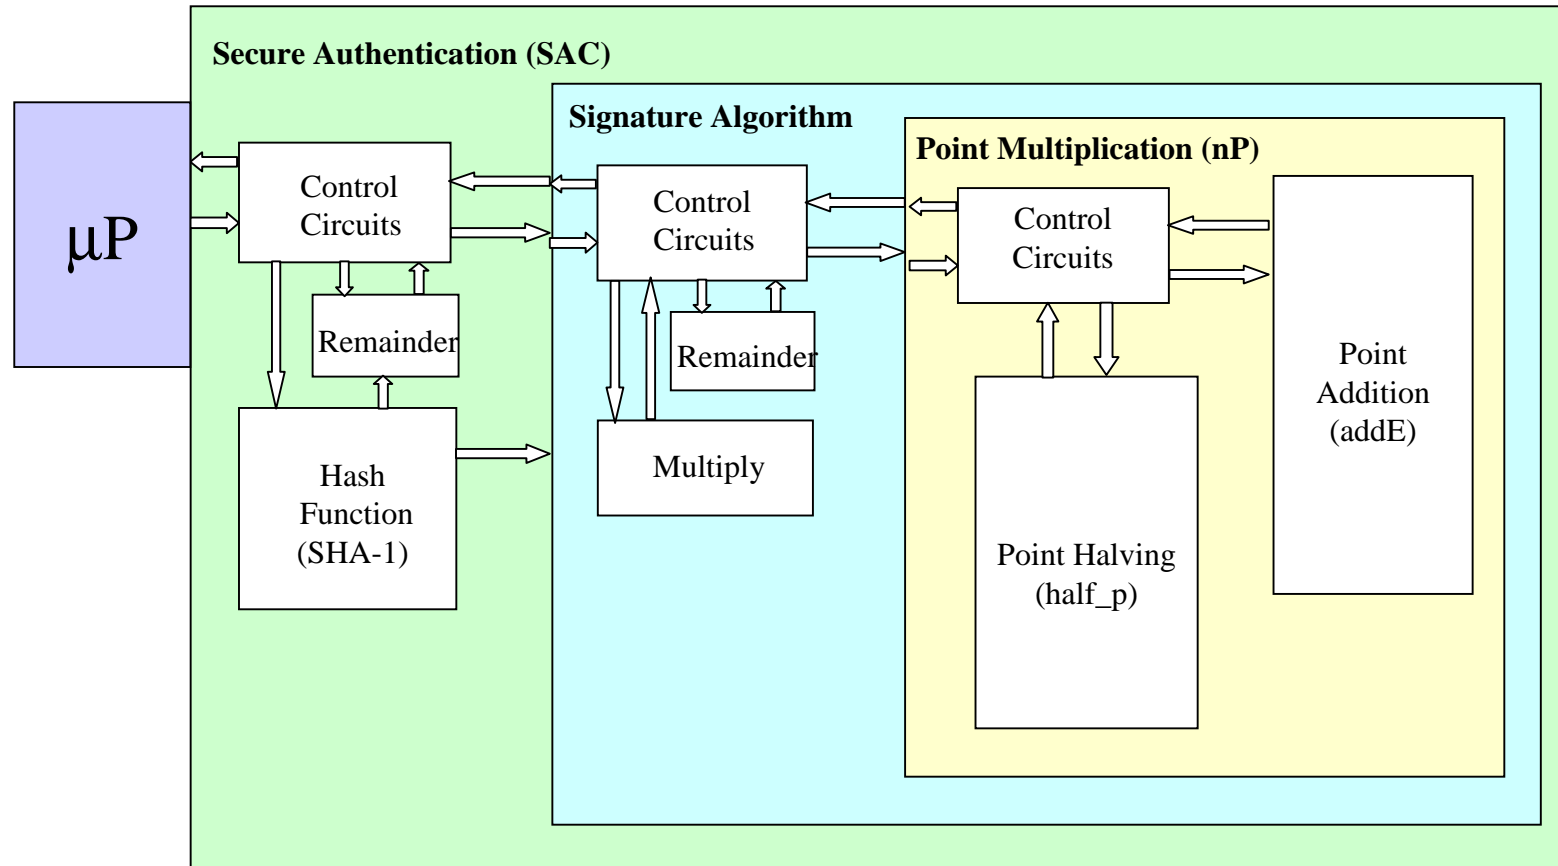 Secure Authentication (SAC)
Signature Algorithm
Point Multiplication (nP)
μP
Control
Circuits
Control
Circuits
Control
Circuits
Remainder
Remainder
Hash
Function
(SHA-1)
Multiply
Point Halving
(half_p)
Point
Addition
(addE)